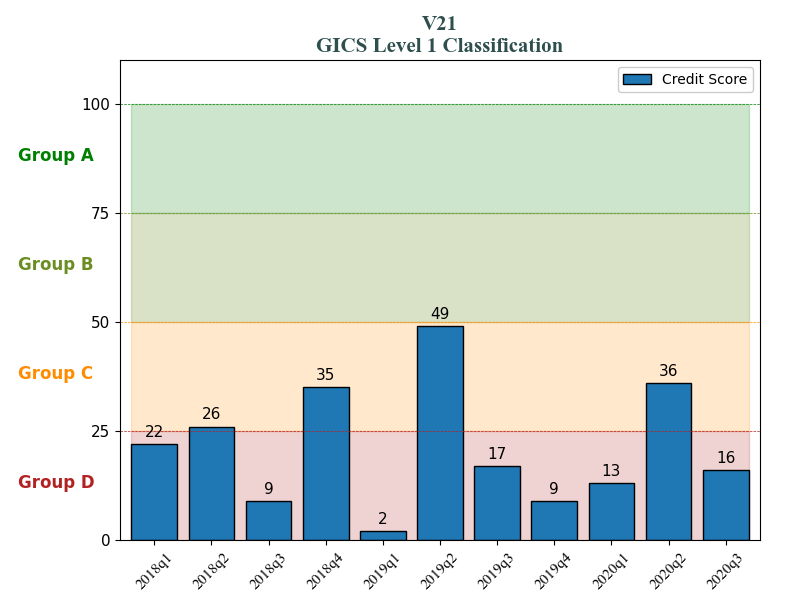 V21
GICS Level 1 Classification
Credit Score
100
Group A
75
Group B
50
49
Group C
35
36
26
25
22
17
16
13
Group D
9
9
2
0
2018q1 2018q2 2018q3 2018q4 2019q1 2019q2 2019q3 2019q4 2020q1 2020q2 2020q3